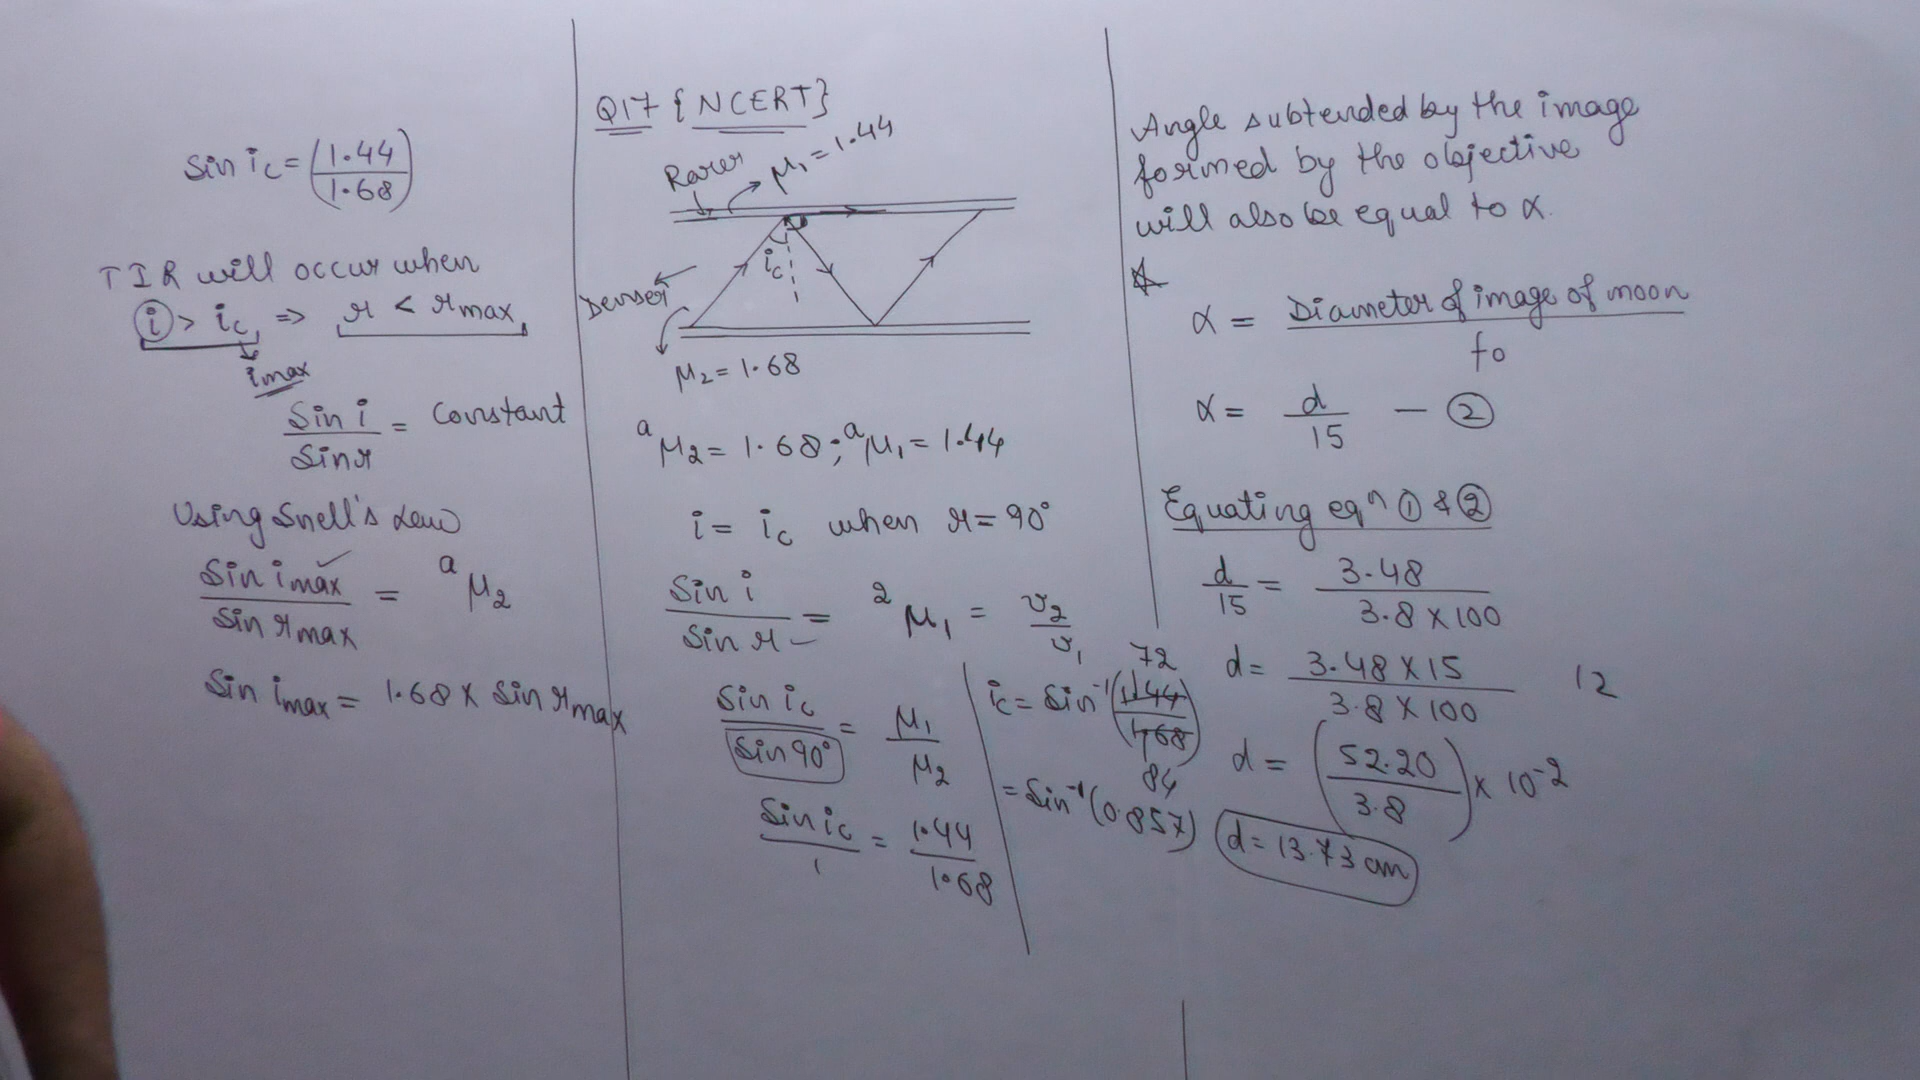 Sin ic = (1.44/1.68)
TIR will occur when
i > ic, => r < rmax
imax
Sin i / Sin r = Constant
Using Snell's Law
Sin imax / Sin rmax = aμ2
Sin imax = 1.68 × Sin rmax
Q17 {NCERT}
Rarer μ1 = 1.44
ic
Denser
μ2 = 1.68
aμ2 = 1.68; aμ1 = 1.44
i = ic when r = 90°
Sin i / Sin r = 2μ1 = v2/v1
Sin ic / Sin 90° = μ1/μ2
Sin ic / 1 = 1.44/1.68
72
ic = Sin⁻¹(1.44/1.68)
84
= Sin⁻¹(0.857)
Angle subtended by the image
formed by the objective
will also be equal to α.
α = Diameter of image of moon / fo
α = d/15 — ②
Equating eqn ① & ②
d/15 = 3.48 / 3.8 × 100
d = 3.48 × 15 / 3.8 × 100
12
d = (52.20/3.8) × 10⁻²
d = 13.73 cm